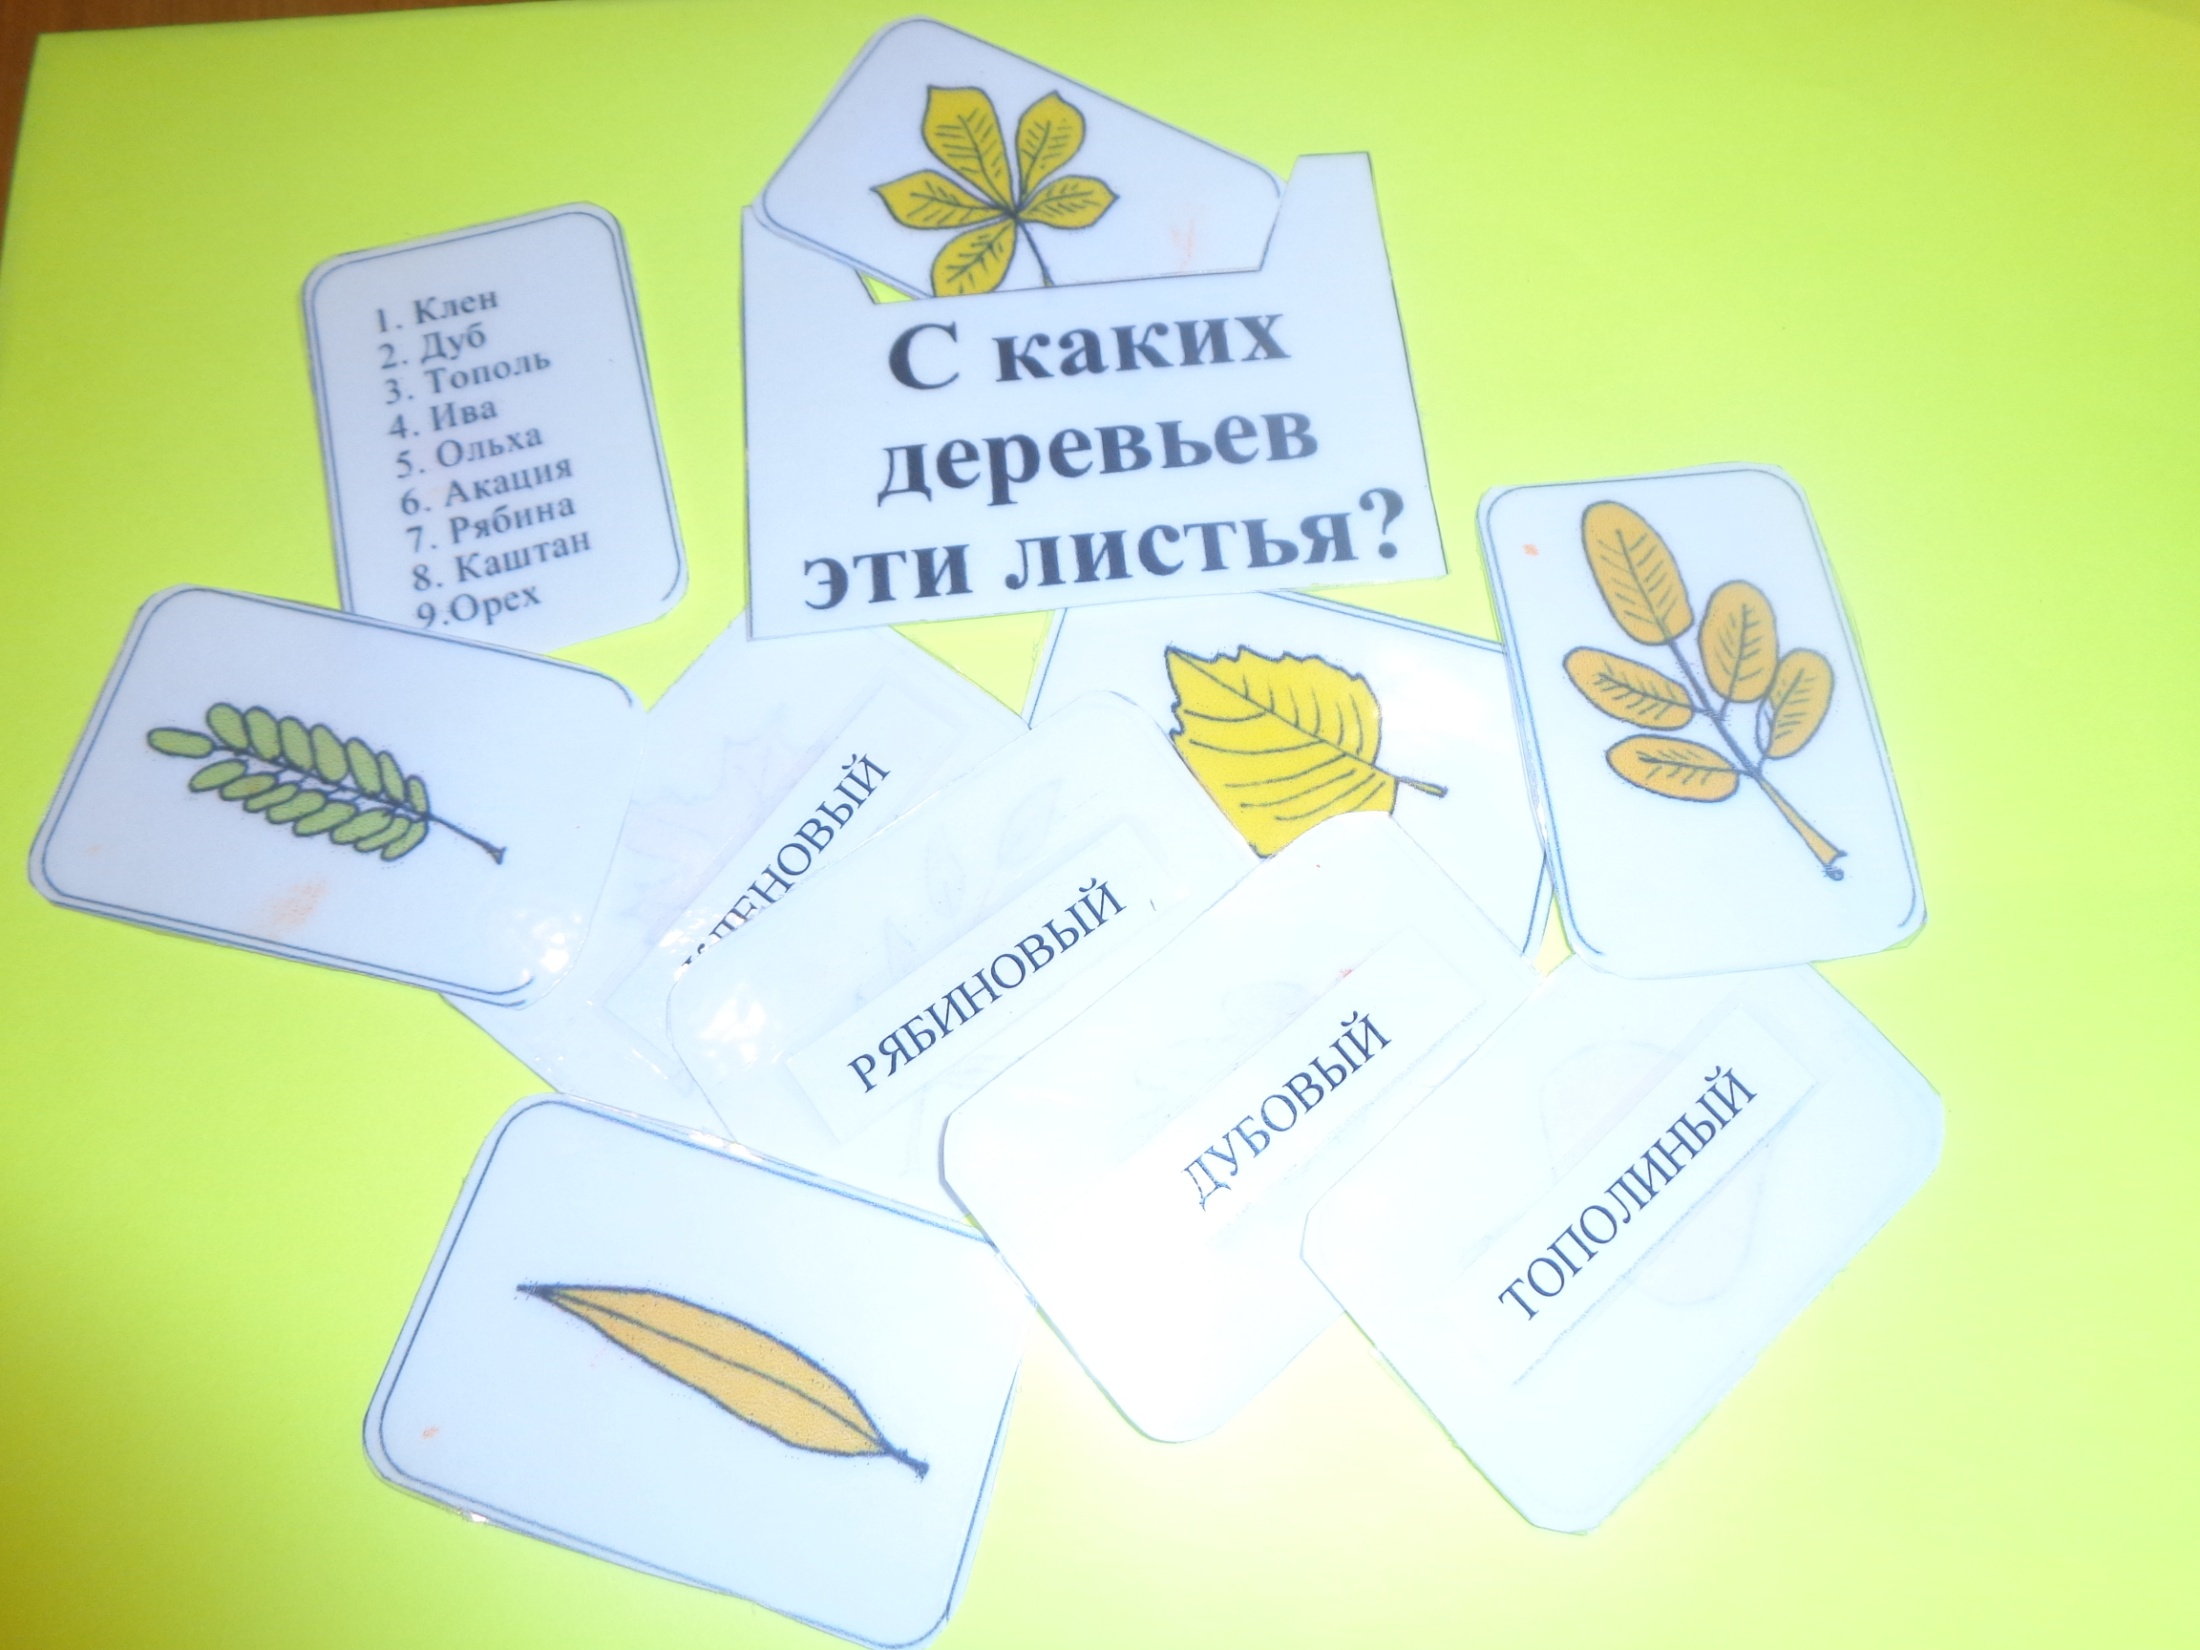 С каких
деревьев
эти листья?
1. Клен
2. Дуб
3. Тополь
4. Ива
5. Ольха
6. Акация
7. Рябина
8. Каштан
9.Орех
КЛЕНОВЫЙ
РЯБИНОВЫЙ
ДУБОВЫЙ
ТОПОЛИНЫЙ